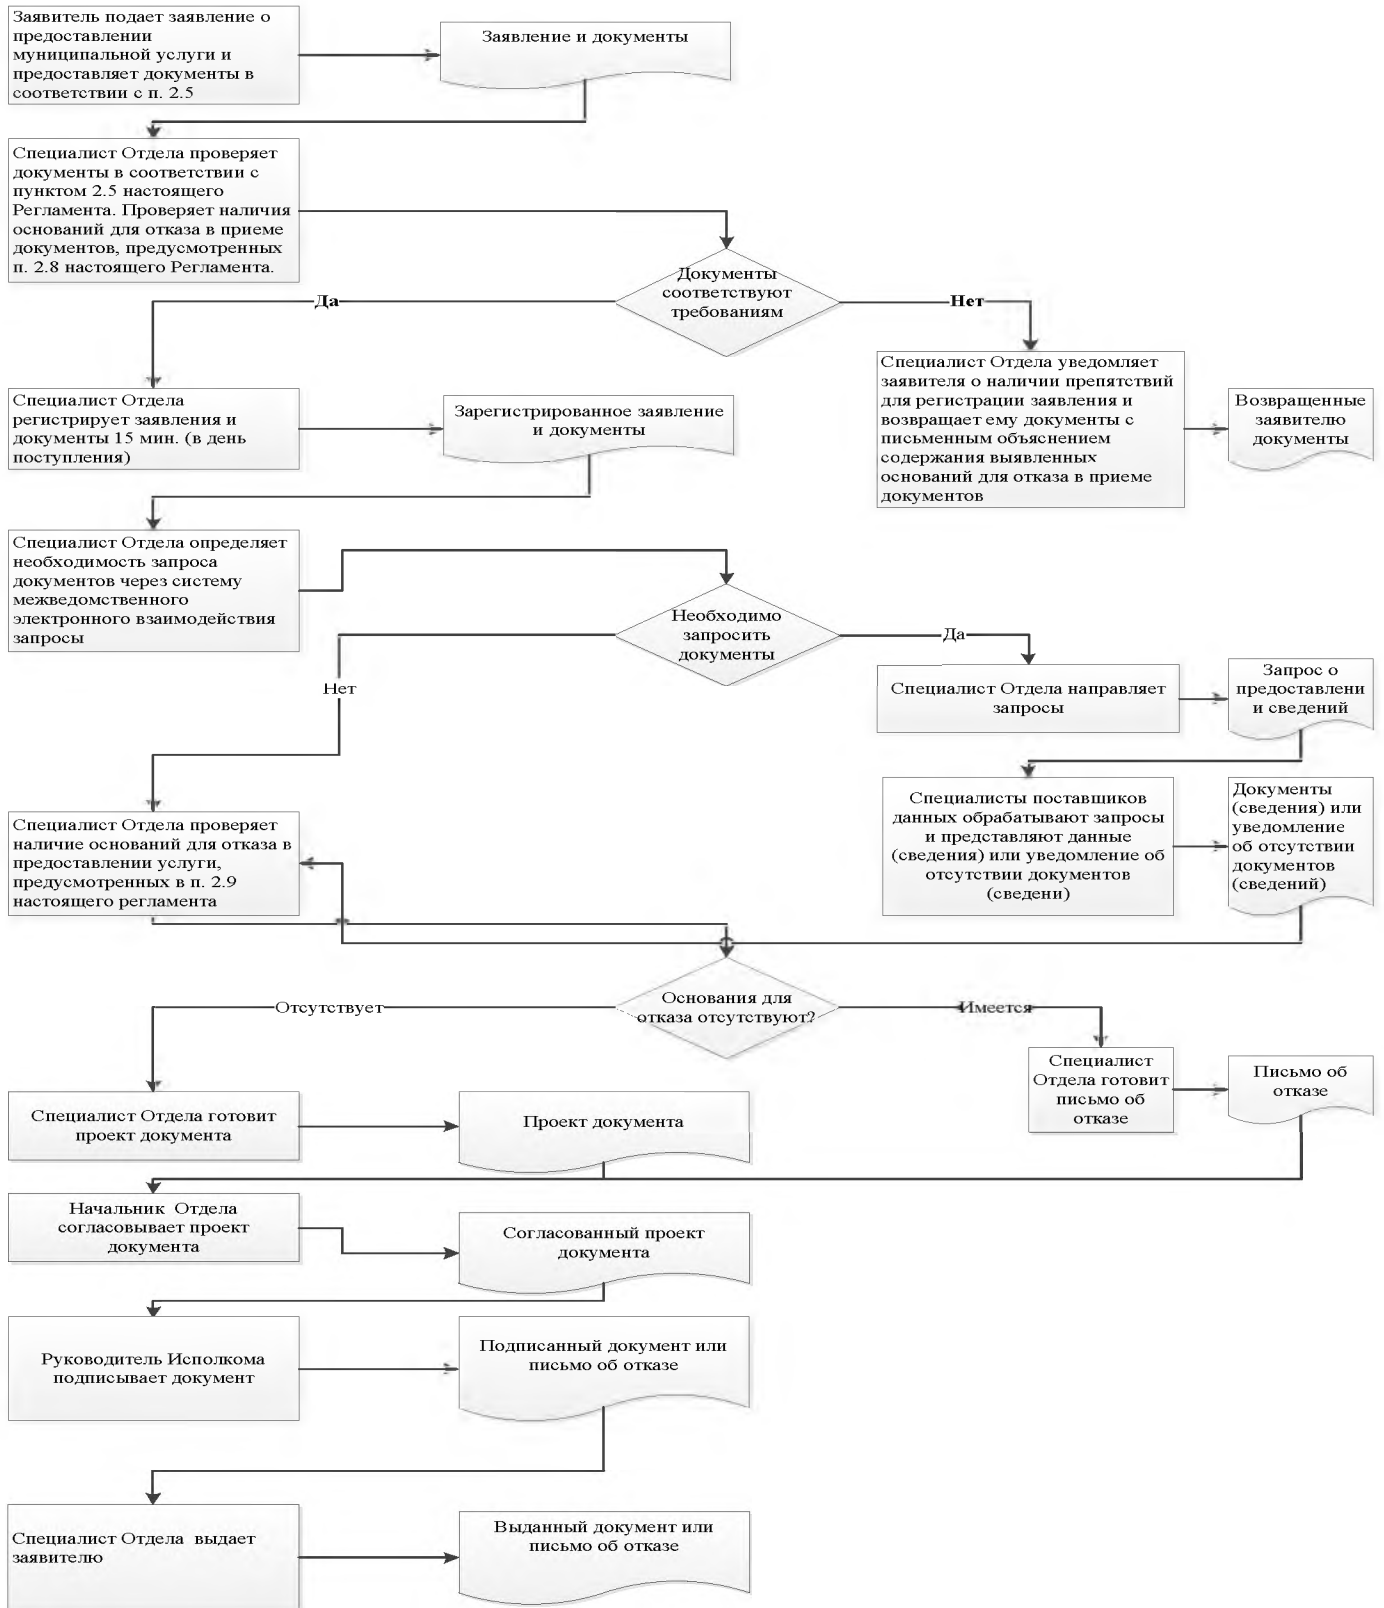 Заявитель подает заявление о
предоставлении
муниципальной услуги и
предоставляет документы в
соответствии с п. 2.5
Заявление и документы
Специалист Отдела проверяет
документы в соответствии с
пунктом 2.5 настоящего
Регламента. Проверяет наличия
оснований для отказа в приеме
документов, предусмотренных
п. 2.8 настоящего Регламента.
Документы
соответствуют
требованиям
Да
Нет
Специалист Отдела уведомляет
заявителя о наличии препятствий
для регистрации заявления и
возвращает ему документы с
письменным объяснением
содержания выявленных
оснований для отказа в приеме
документов
Возвращенные
заявителю
документы
Специалист Отдела
регистрирует заявления и
документы 15 мин. (в день
поступления)
Зарегистрированное заявление
и документы
Специалист Отдела определяет
необходимость запроса
документов через систему
межведомственного
электронного взаимодействия
запросы
Необходимо
запросить
документы
Да
Нет
Специалист Отдела направляет
запросы
Запрос о
предоставлени
и сведений
Специалисты поставщиков
данных обрабатывают запросы
и представляют данные
(сведения) или уведомление об
отсутствии документов
(сведени)
Документы
(сведения) или
уведомление
об отсутствии
документов
(сведений)
Специалист Отдела проверяет
наличие оснований для отказа в
предоставлении услуги,
предусмотренных в п. 2.9
настоящего регламента
Основания для
отказа отсутствуют?
Отсутствует
Имеется
Специалист
Отдела готовит
письмо об
отказе
Письмо об
отказе
Специалист Отдела готовит
проект документа
Проект документа
Начальник  Отдела
согласовывает проект
документа
Согласованный проект
документа
Руководитель Исполкома
подписывает документ
Подписанный документ или
письмо об отказе
Специалист Отдела  выдает
заявителю
Выданный документ или
письмо об отказе